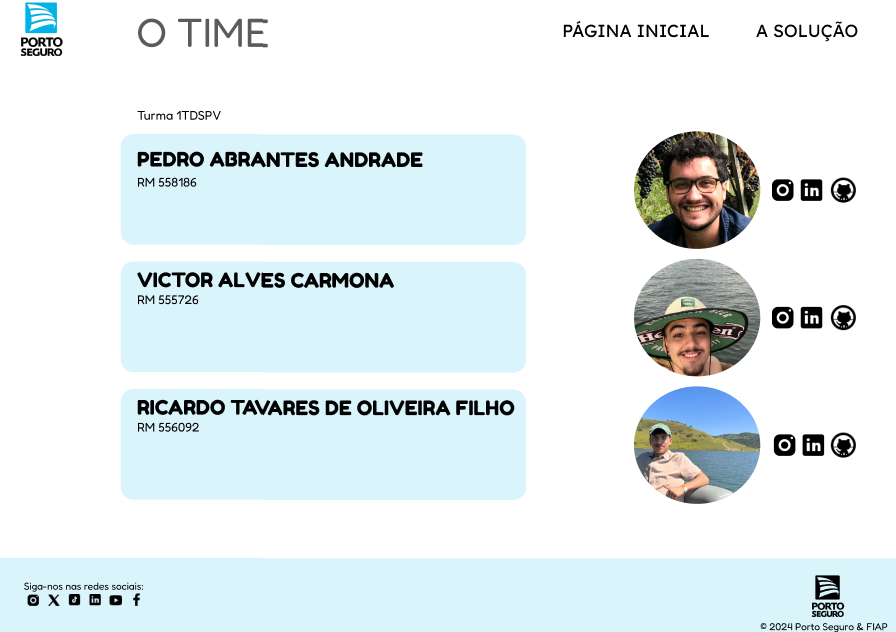 PORTO
SEGURO
O TIME
PÁGINA INICIAL
A SOLUÇÃO
Turma 1TDSPV
PEDRO ABRANTES ANDRADE
RM 558186
VICTOR ALVES CARMONA
RM 555726
RICARDO TAVARES DE OLIVEIRA FILHO
RM 556092
Siga-nos nas redes sociais:
PORTO
SEGURO
© 2024 Porto Seguro & FIAP